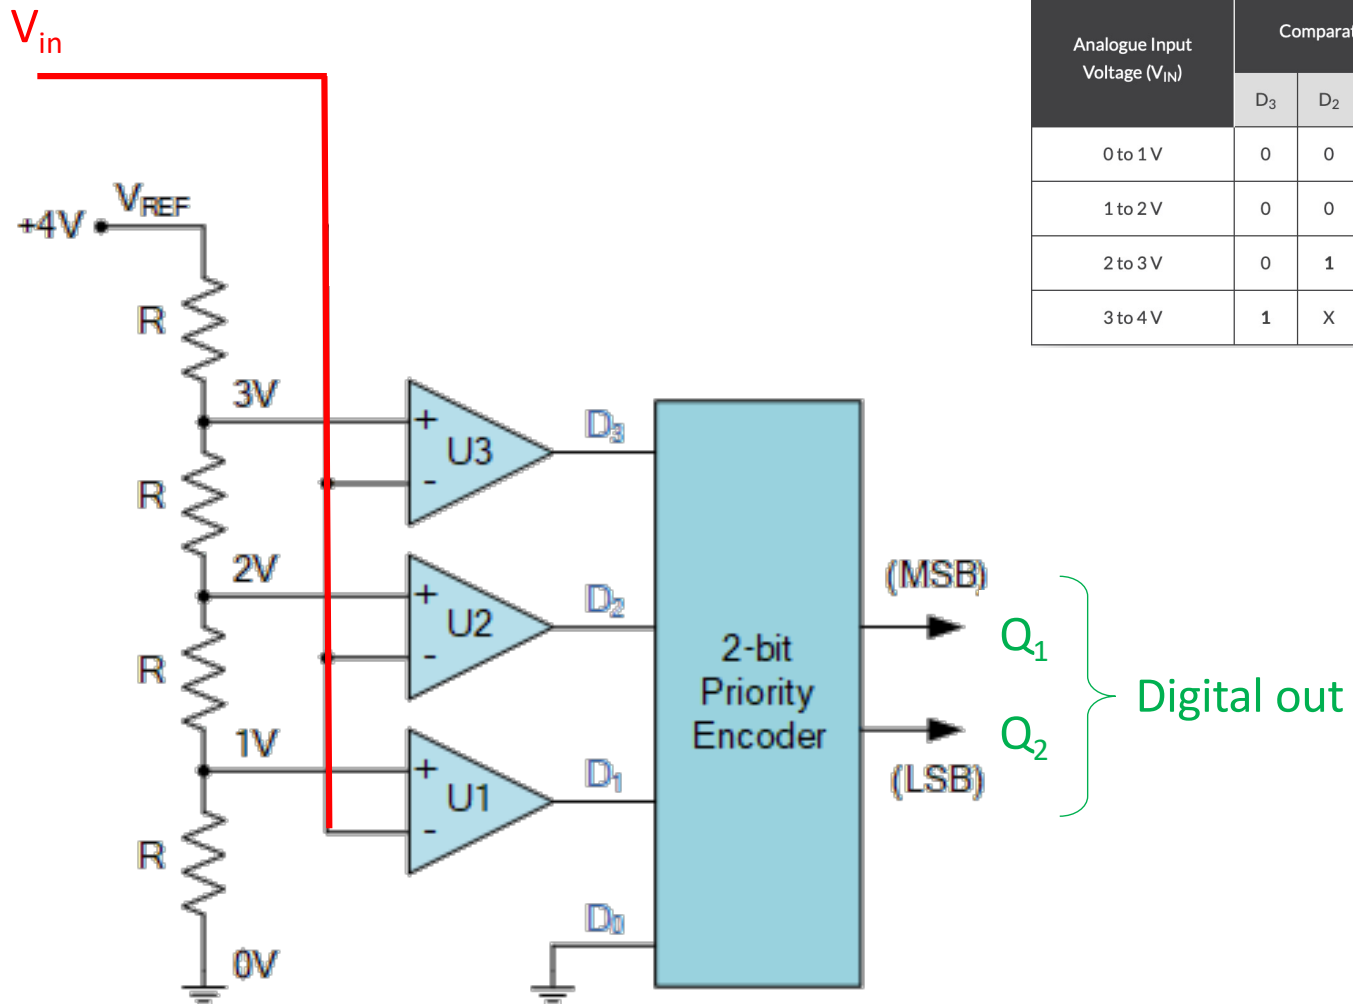 Vin
VREF
+4V
R
3V
+
U3
-
D3
R
2V
+
U2
-
D2
R
1V
+
U1
-
D1
R
0V
D0
2-bit
Priority
Encoder
(MSB)
Q1
Q2
(LSB)
Digital out
Analogue Input
Voltage (VIN)
Comparat
D3 D2
0 to 1 V 0 0
1 to 2 V 0 0
2 to 3 V 0 1
3 to 4 V 1 X